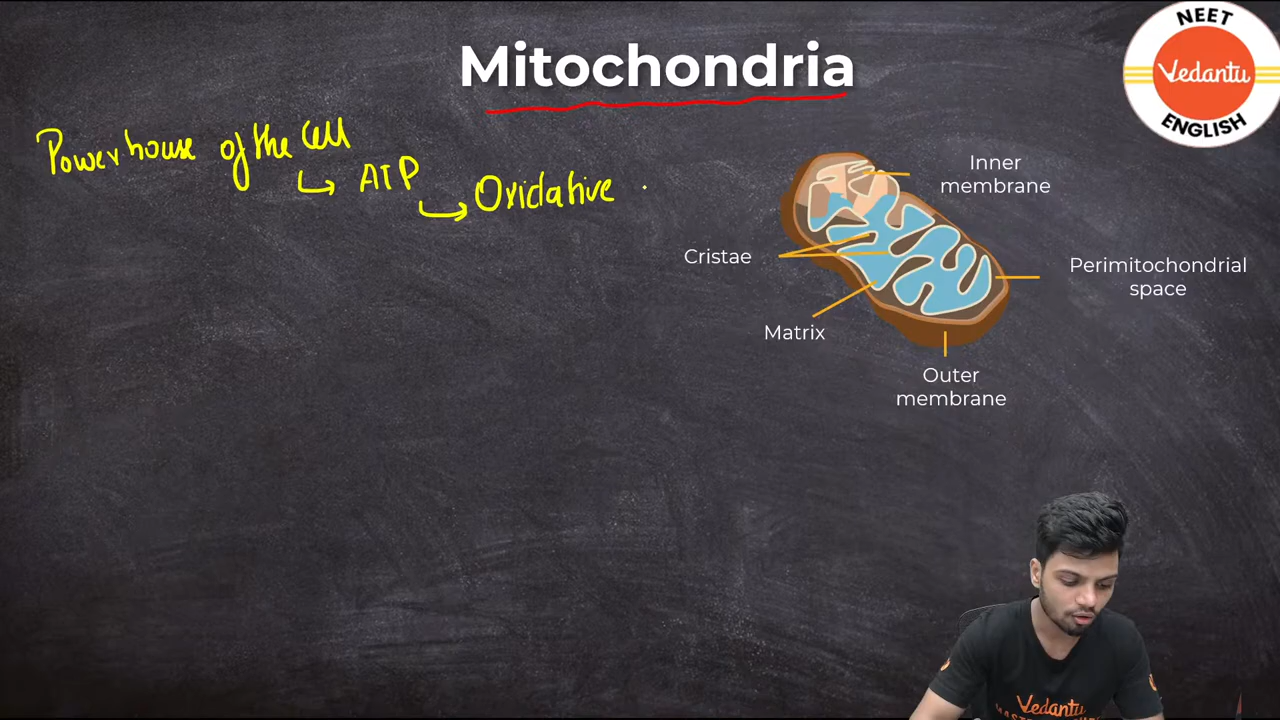 NEET
Vedantu
ENGLISH
Mitochondria
Powerhouse of the Cell
ATP
Oxidative
Inner
membrane
Cristae
Perimitochondrial
space
Matrix
Outer
membrane
Vedantu